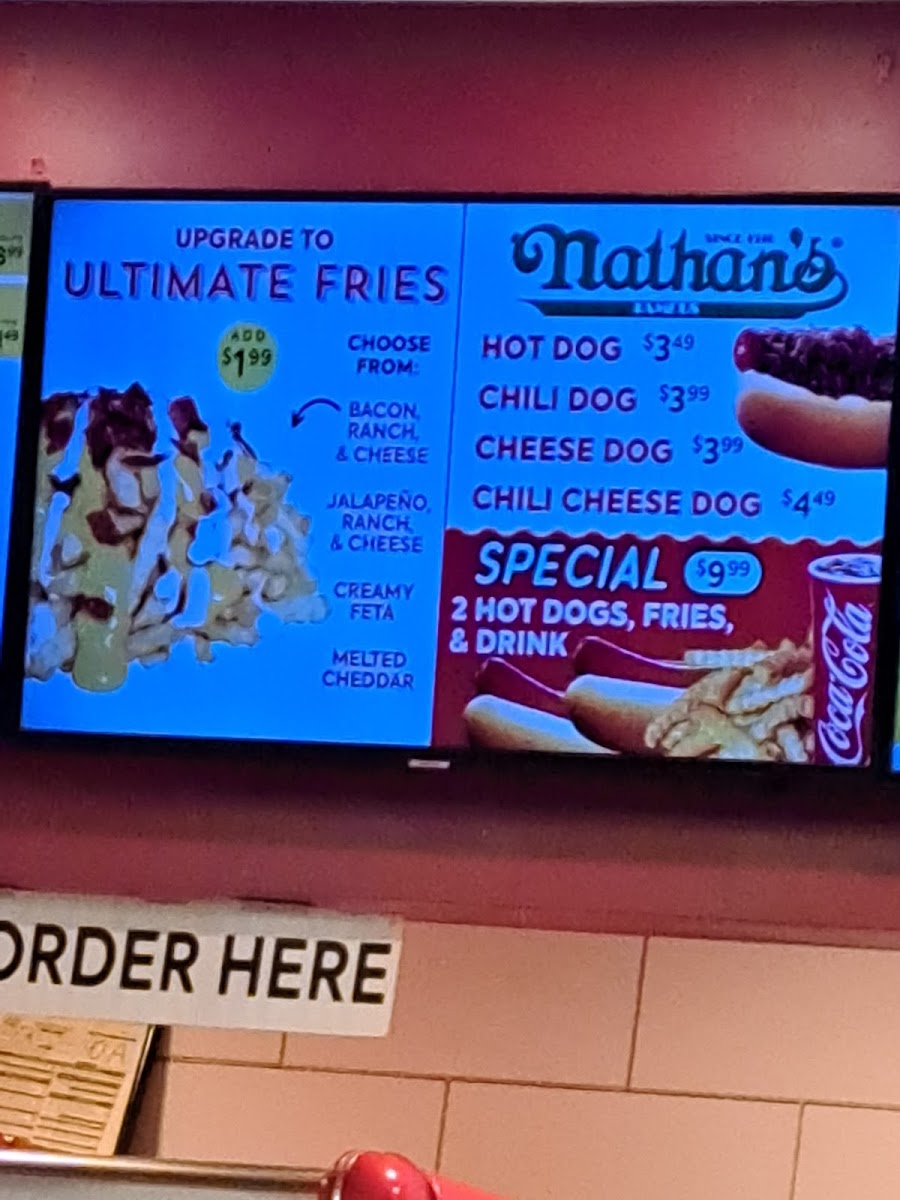 UPGRADE TO
ULTIMATE FRIES
ADD
$1.99
CHOOSE
FROM:
BACON,
RANCH,
& CHEESE
JALAPEÑO,
RANCH,
& CHEESE
CREAMY
FETA
MELTED
CHEDDAR
SINCE
Nathan's
FAMOUS
HOT DOG $3.49
CHILI DOG $3.99
CHEESE DOG $3.99
CHILI CHEESE DOG $4.49
SPECIAL $9.99
2 HOT DOGS, FRIES,
& DRINK
Coca-Cola
ORDER HERE